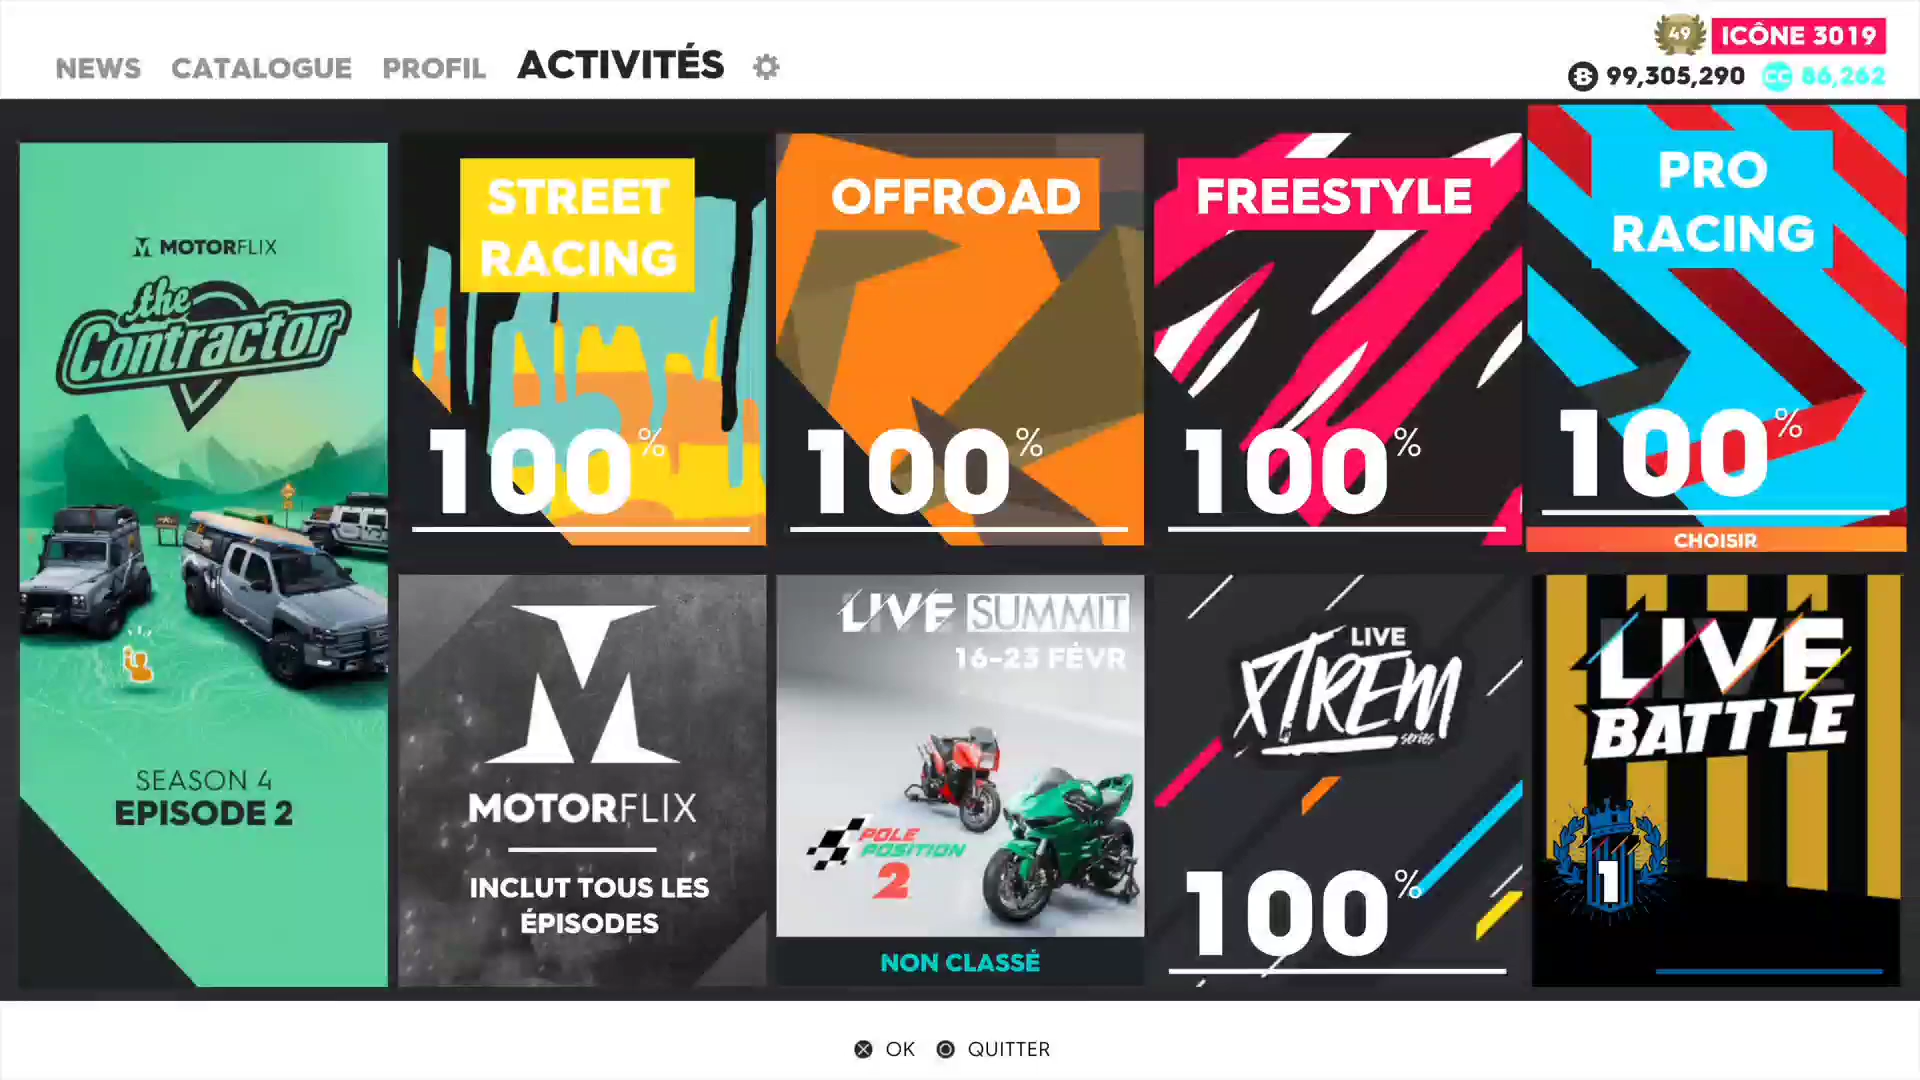 NEWS CATALOGUE PROFIL ACTIVITÉS
49 ICÔNE 3019
99,305,290 CC 86,262
MOTORFLIX
the
Contractor
SEASON 4
EPISODE 2
STREET
RACING
100%
OFFROAD
100%
FREESTYLE
100%
PRO
RACING
100%
CHOISIR
MOTORFLIX
INCLUT TOUS LES
ÉPISODES
LIVE SUMMIT
16-23 FÉVR
POLE
POSITION
2
NON CLASSÉ
LIVE
XTREM
series
100%
LIVE
BATTLE
1
OK QUITTER